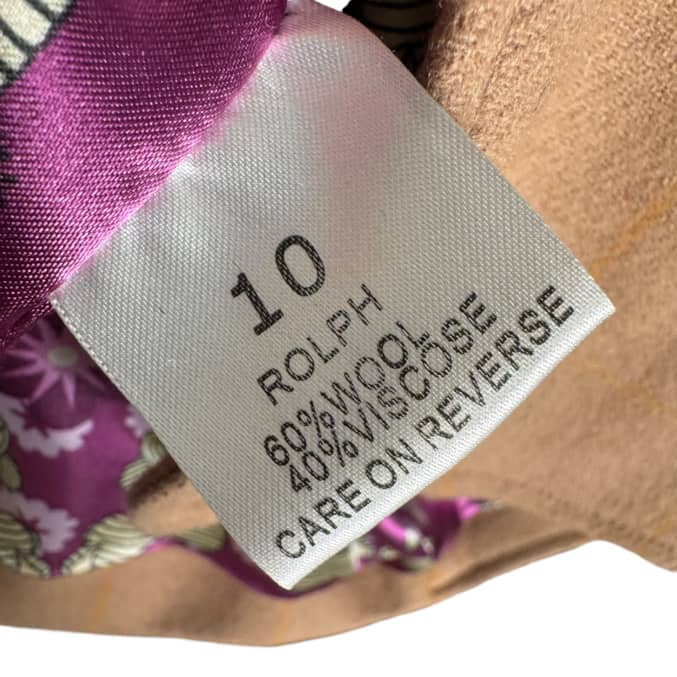 10
ROLPH
60%WOOL
40%VISCOSE
CARE ON REVERSE